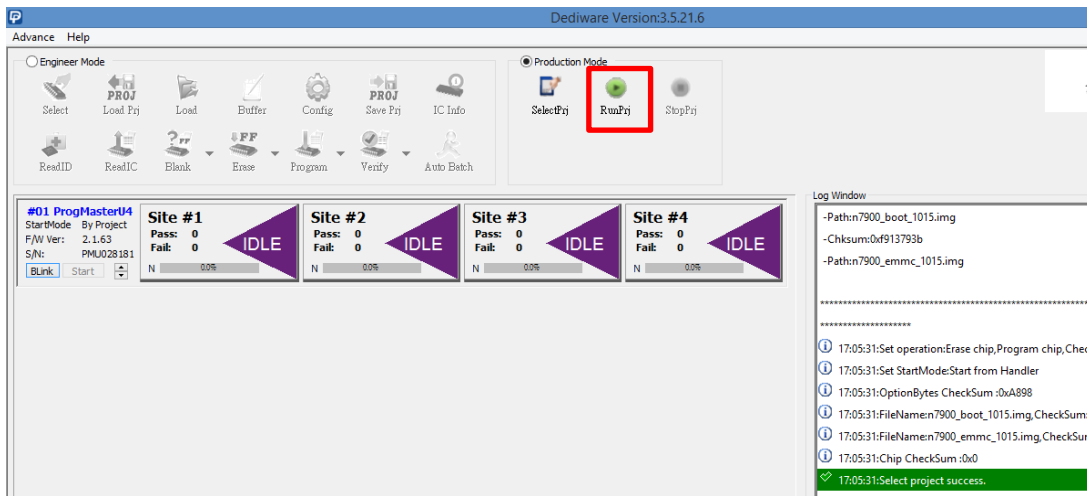 Dediware Version:3.5.21.6
Advance Help
Engineer Mode
Production Mode
Select
Load Prj
Load
Buffer
Config
Save Prj
IC Info
SelectPrj
RunPrj
StopPrj
ReadID
ReadIC
Blank
Erase
Program
Verify
Auto Batch
#01 ProgMasterU4
StartMode By Project
F/W Ver: 2.1.63
S/N: PMU028181
BLink Start
Site #1
Pass: 0
Fail: 0
IDLE
N 0.0%
Site #2
Pass: 0
Fail: 0
IDLE
N 0.0%
Site #3
Pass: 0
Fail: 0
IDLE
N 0.0%
Site #4
Pass: 0
Fail: 0
IDLE
N 0.0%
Log Window
-Path:n7900_boot_1015.img
-Chksum:0xf913793b
-Path:n7900_emmc_1015.img
17:05:31:Set operation:Erase chip,Program chip,Chec
17:05:31:Set StartMode:Start from Handler
17:05:31:OptionBytes CheckSum :0xA898
17:05:31:FileName:n7900_boot_1015.img,CheckSum:
17:05:31:FileName:n7900_emmc_1015.img,CheckSur
17:05:31:Chip CheckSum :0x0
17:05:31:Select project success.